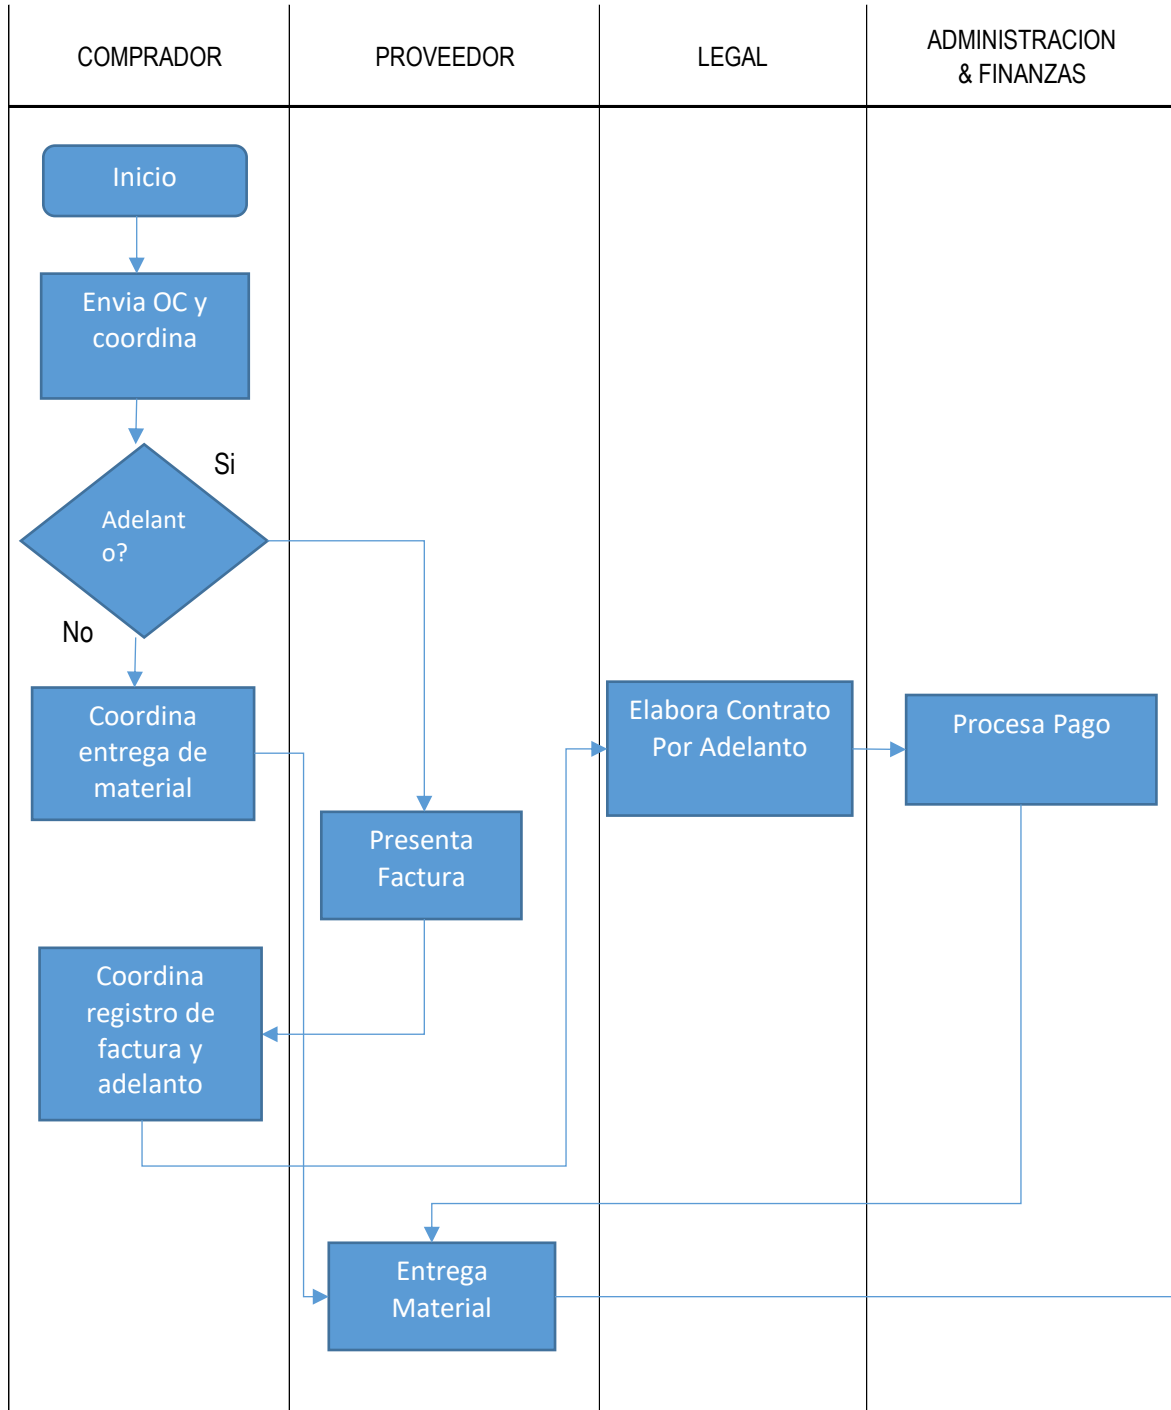 COMPRADOR
PROVEEDOR
LEGAL
ADMINISTRACION
& FINANZAS
Inicio
Envia OC y
coordina
Si
Adelant
o?
No
Coordina
entrega de
material
Elabora Contrato
Por Adelanto
Procesa Pago
Presenta
Factura
Coordina
registro de
factura y
adelanto
Entrega
Material